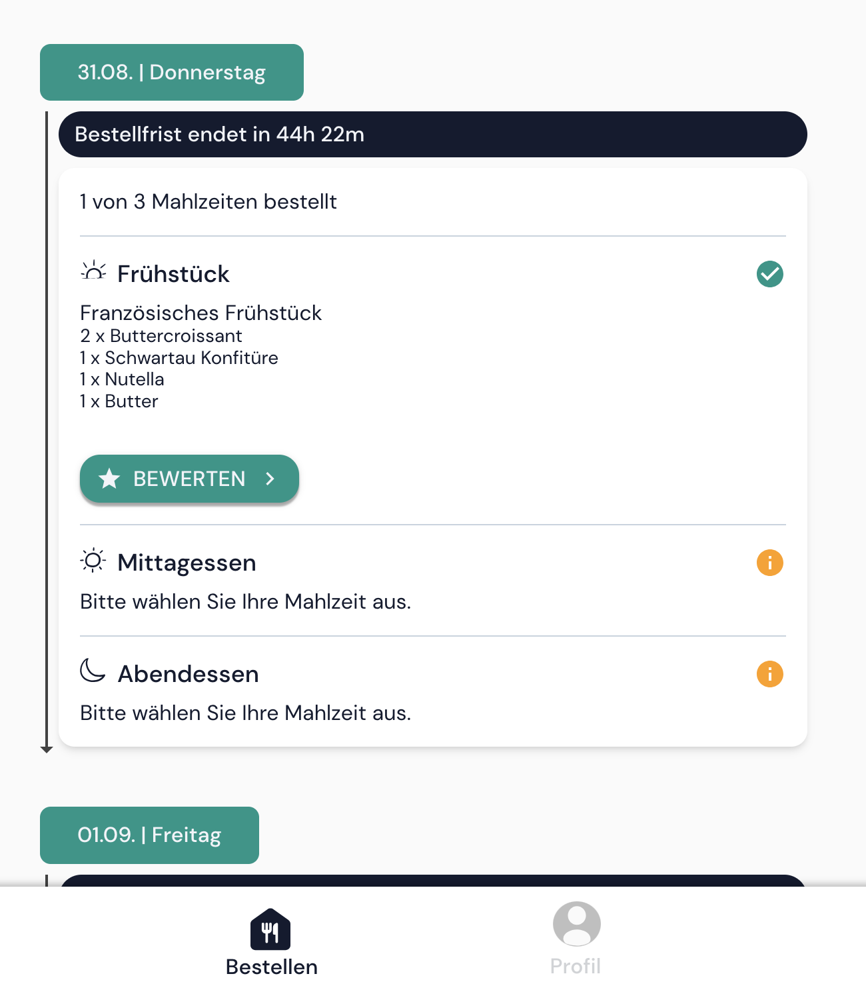 31.08. | Donnerstag
Bestellfrist endet in 44h 22m
1 von 3 Mahlzeiten bestellt
Frühstück
Französisches Frühstück
2 x Buttercroissant
1 x Schwartau Konfitüre
1 x Nutella
1 x Butter
BEWERTEN
Mittagessen
Bitte wählen Sie Ihre Mahlzeit aus.
Abendessen
Bitte wählen Sie Ihre Mahlzeit aus.
01.09. | Freitag
Bestellen
Profil